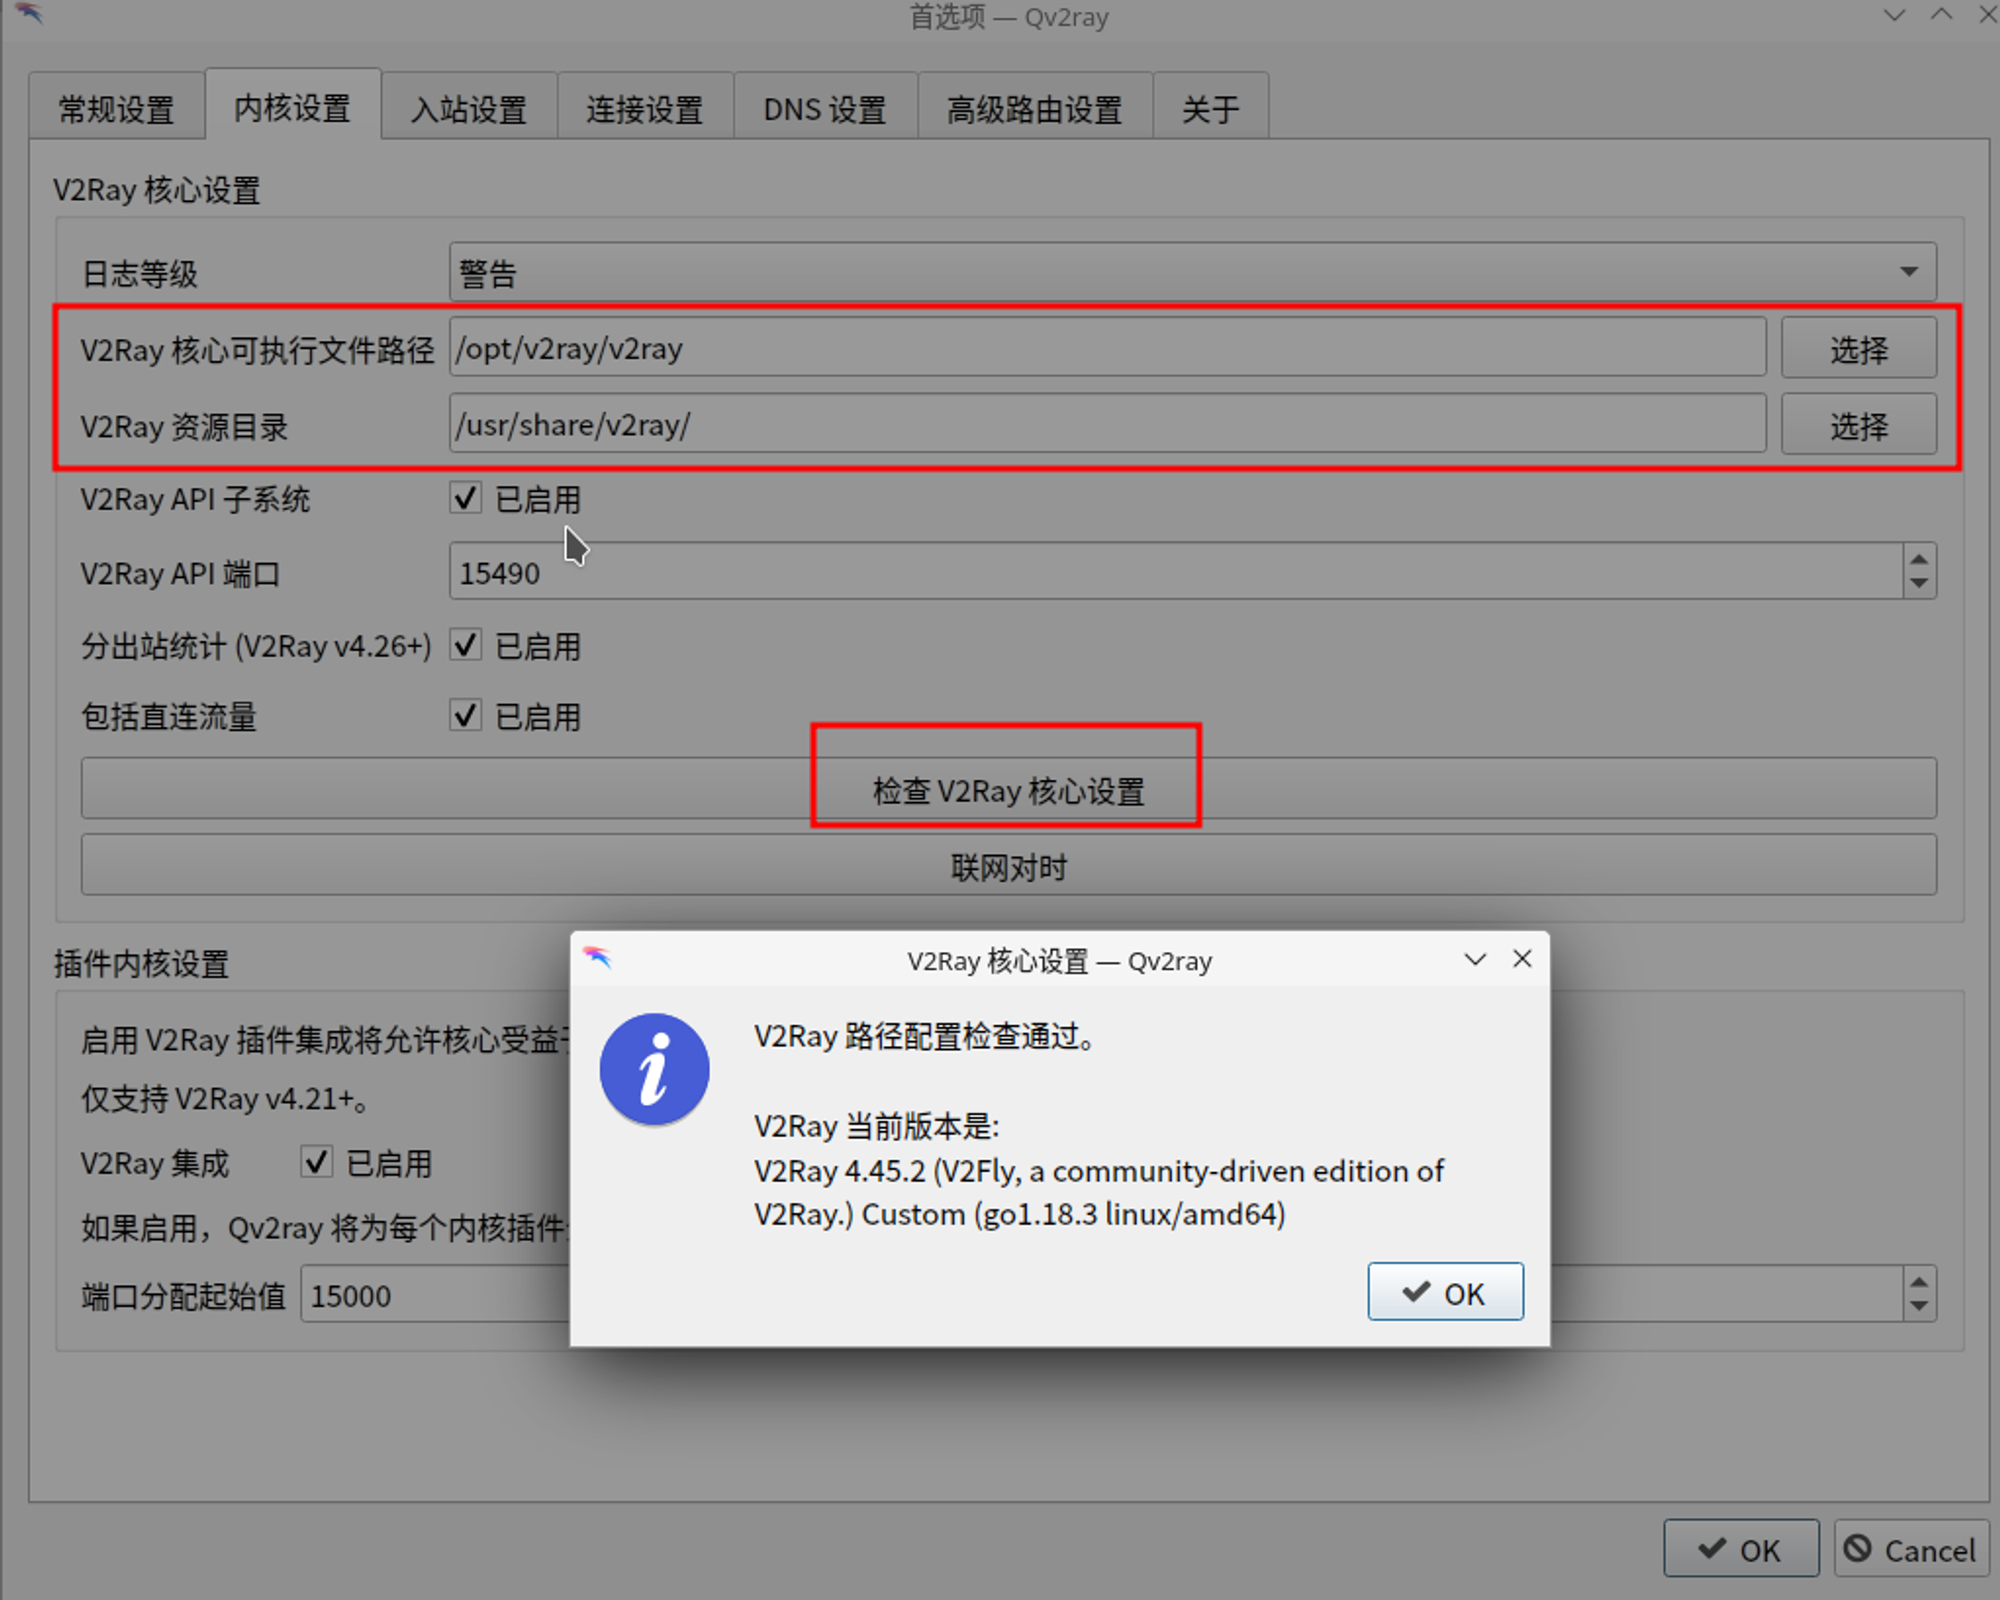 首选项 — Qv2ray
常规设置 内核设置 入站设置 连接设置 DNS 设置 高级路由设置 关于
V2Ray 核心设置
日志等级 警告
V2Ray 核心可执行文件路径 /opt/v2ray/v2ray 选择
V2Ray 资源目录 /usr/share/v2ray/ 选择
V2Ray API 子系统 已启用
V2Ray API 端口 15490
分出站统计 (V2Ray v4.26+) 已启用
包括直连流量 已启用
检查 V2Ray 核心设置
联网对时
插件内核设置
启用 V2Ray 插件集成将允许核心受益
仅支持 V2Ray v4.21+。
V2Ray 集成 已启用
如果启用，Qv2ray 将为每个内核插件
端口分配起始值 15000
V2Ray 核心设置 — Qv2ray
V2Ray 路径配置检查通过。
V2Ray 当前版本是:
V2Ray 4.45.2 (V2Fly, a community-driven edition of
V2Ray.) Custom (go1.18.3 linux/amd64)
OK
OK Cancel